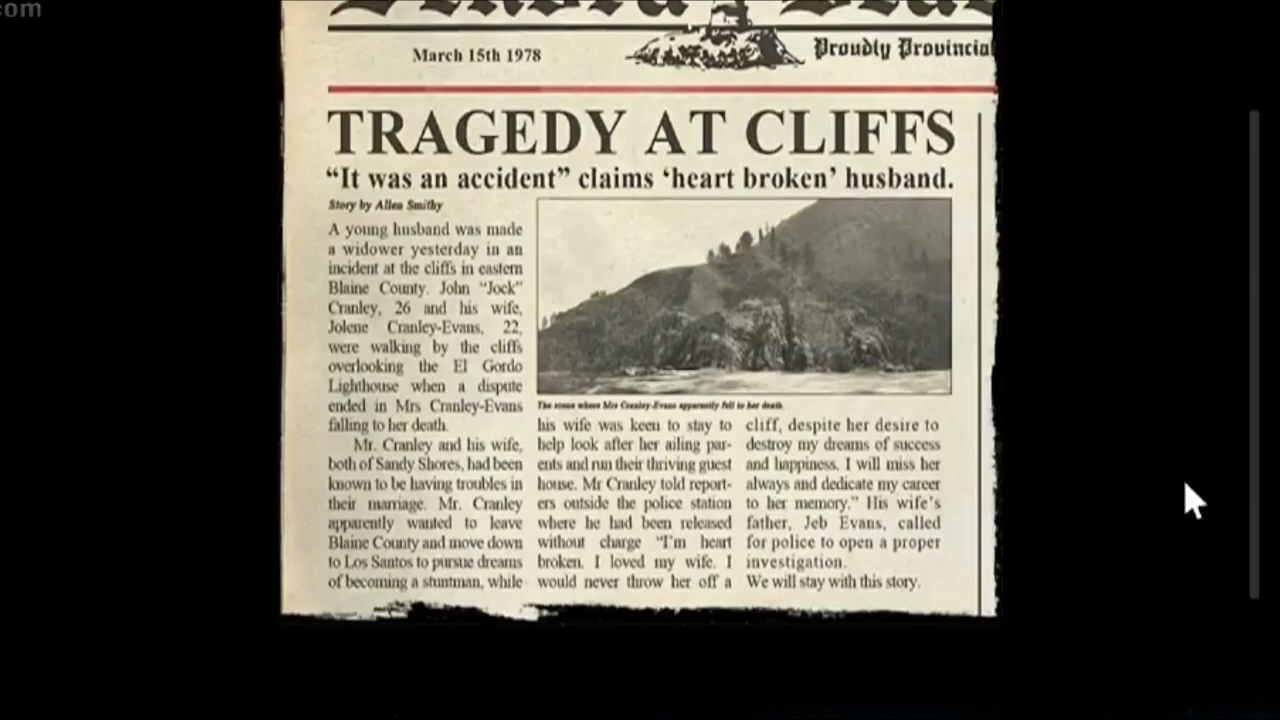 com
March 15th 1978
Proudly Provincial
TRAGEDY AT CLIFFS
“It was an accident” claims ‘heart broken’ husband.
Story by Allen Smithy
A young husband was made
a widower yesterday in an
incident at the cliffs in eastern
Blaine County. John “Jock”
Cranley, 26 and his wife,
Jolene Cranley-Evans, 22,
were walking by the cliffs
overlooking the El Gordo
Lighthouse when a dispute
ended in Mrs Cranley-Evans
falling to her death.
Mr. Cranley and his wife,
both of Sandy Shores, had been
known to be having troubles in
their marriage. Mr. Cranley
apparently wanted to leave
Blaine County and move down
to Los Santos to pursue dreams
of becoming a stuntman, while
The scene where Mrs Cranley-Evans apparently fell to her death.
his wife was keen to stay to
help look after her ailing par-
ents and run their thriving guest
house. Mr Cranley told report-
ers outside the police station
where he had been released
without charge “I’m heart
broken. I loved my wife. I
would never throw her off a
cliff, despite her desire to
destroy my dreams of success
and happiness. I will miss her
always and dedicate my career
to her memory.” His wife’s
father, Jeb Evans, called
for police to open a proper
investigation.
We will stay with this story.